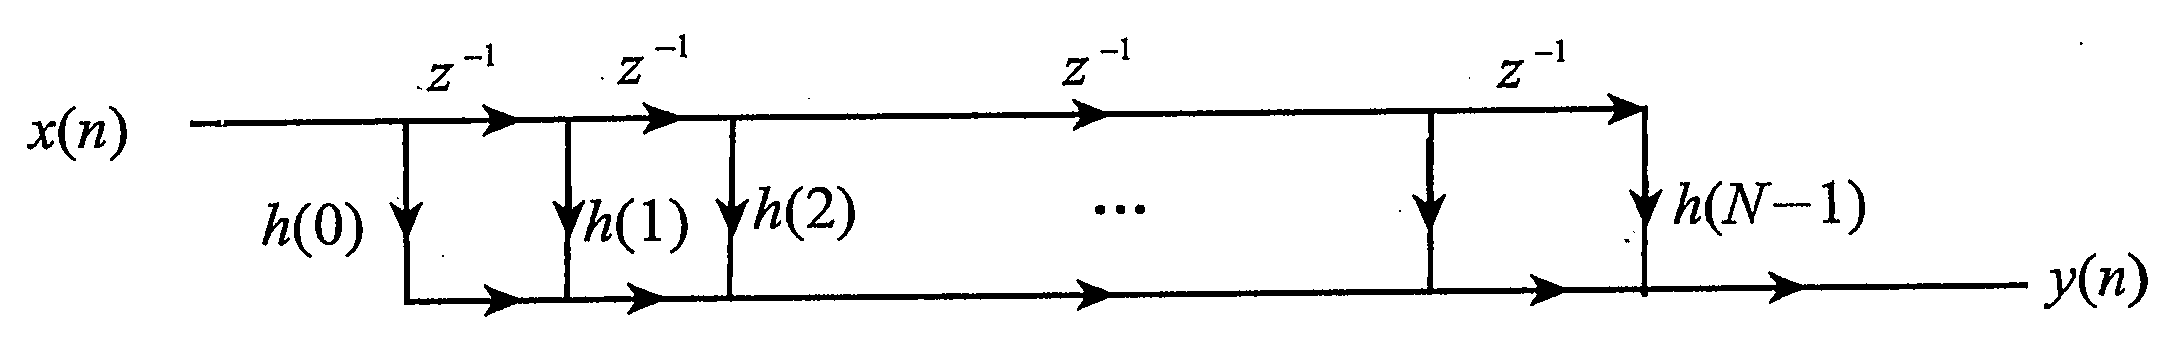 z⁻¹ z⁻¹ z⁻¹ z⁻¹
x(n)
h(0) h(1) h(2) ... h(N−1)
y(n)